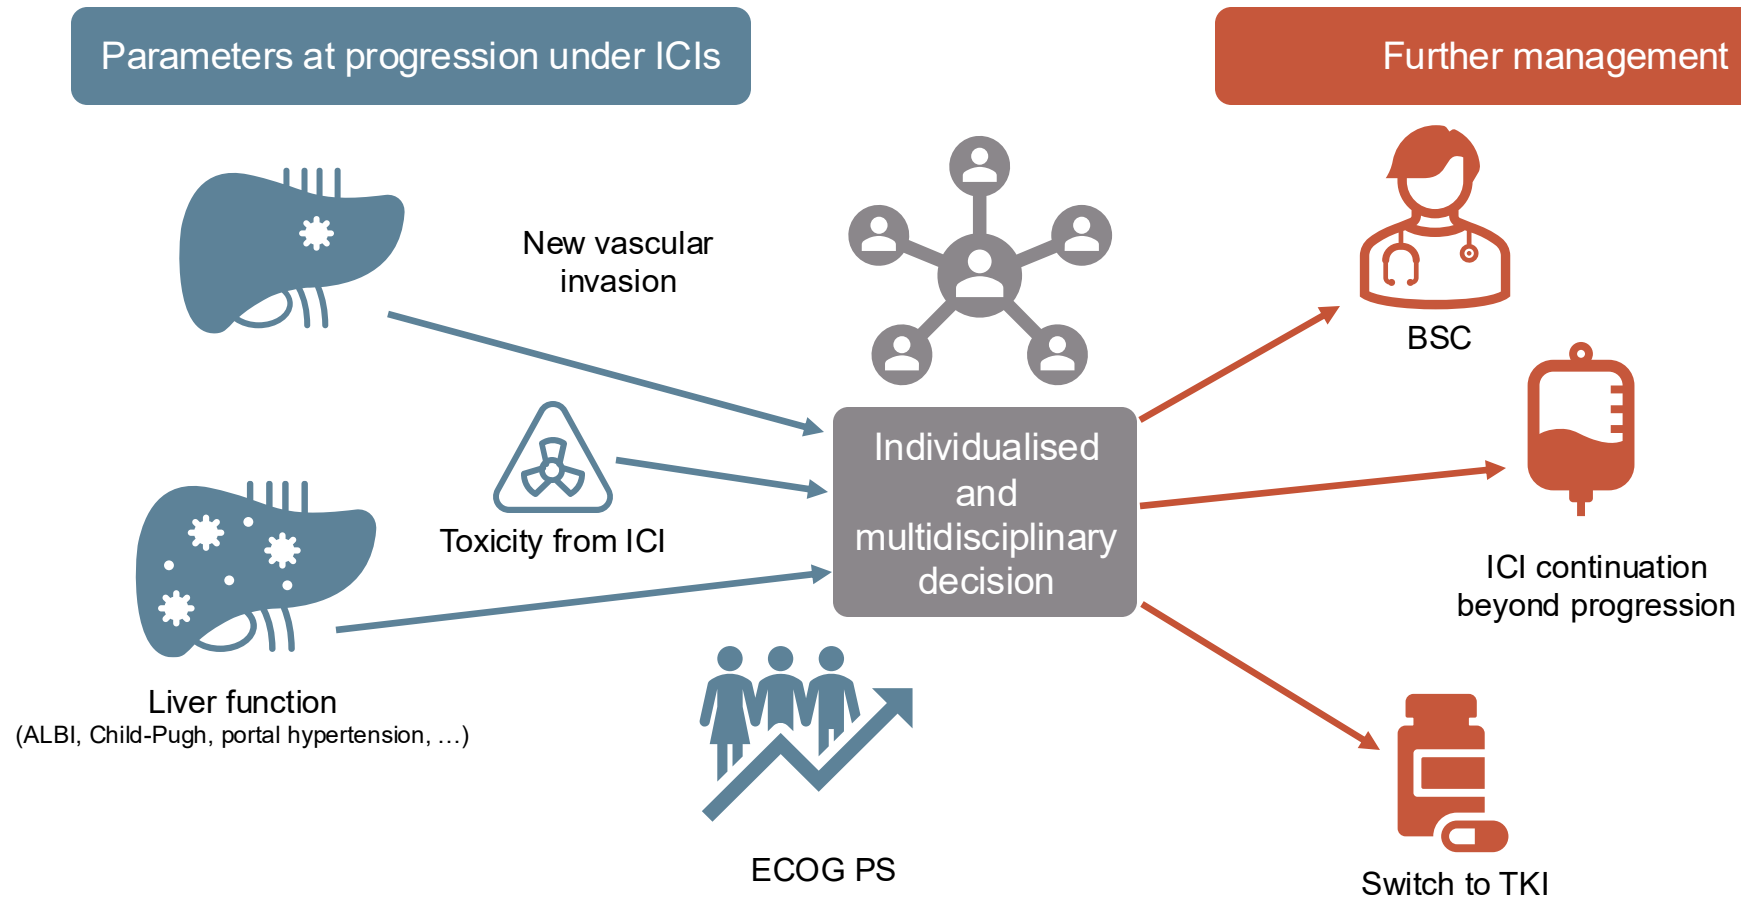 Parameters at progression under ICIs
Further management
New vascular
invasion
BSC
Individualised
and
multidisciplinary
decision
Toxicity from ICI
ICI continuation
beyond progression
Liver function
(ALBI, Child-Pugh, portal hypertension, …)
ECOG PS
Switch to TKI